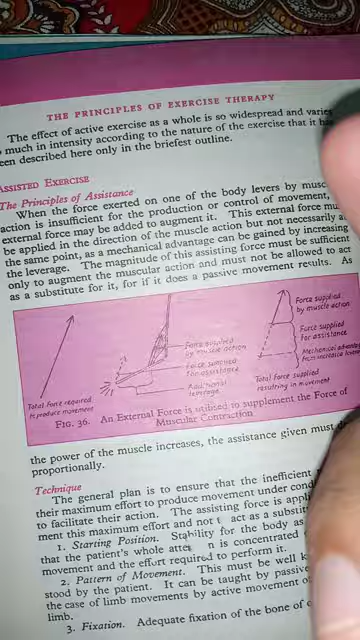 THE PRINCIPLES OF EXERCISE THERAPY
The effect of active exercise as a whole is so widespread and varies
much in intensity according to the nature of the exercise that it has
been described here only in the briefest outline.
ASSISTED EXERCISE
The Principles of Assistance
When the force exerted on one of the body levers by muscular
action is insufficient for the production or control of movement,
external force may be added to augment it. This external force must
be applied in the direction of the muscle action but not necessarily at
the same point, as a mechanical advantage can be gained by increasing
the leverage. The magnitude of this assisting force must be sufficient
only to augment the muscular action and must not be allowed to act
as a substitute for it, for if it does a passive movement results. As
Total force required
to produce movement
Force supplied
by muscle action
Force supplied
for assistance
Additional
leverage
Force supplied
by muscle action
Force supplied
for assistance
Mechanical advantage
from increased leverage
Total force supplied
resulting in movement
FIG. 36. An External Force is utilised to supplement the Force of
Muscular Contraction.
the power of the muscle increases, the assistance given must
proportionally.
Technique
The general plan is to ensure that the inefficient
their maximum effort to produce movement under
to facilitate their action. The assisting force is
ment this maximum effort and not t act as a
1. Starting Position. Stability for the body as
that the patient's whole atte n is concentrated
movement and the effort required to perform it.
2. Pattern of Movement. This must be well
stood by the patient. It can be taught by passive
the case of limb movements by active movement
limb.
3. Fixation. Adequate fixation of the bone of